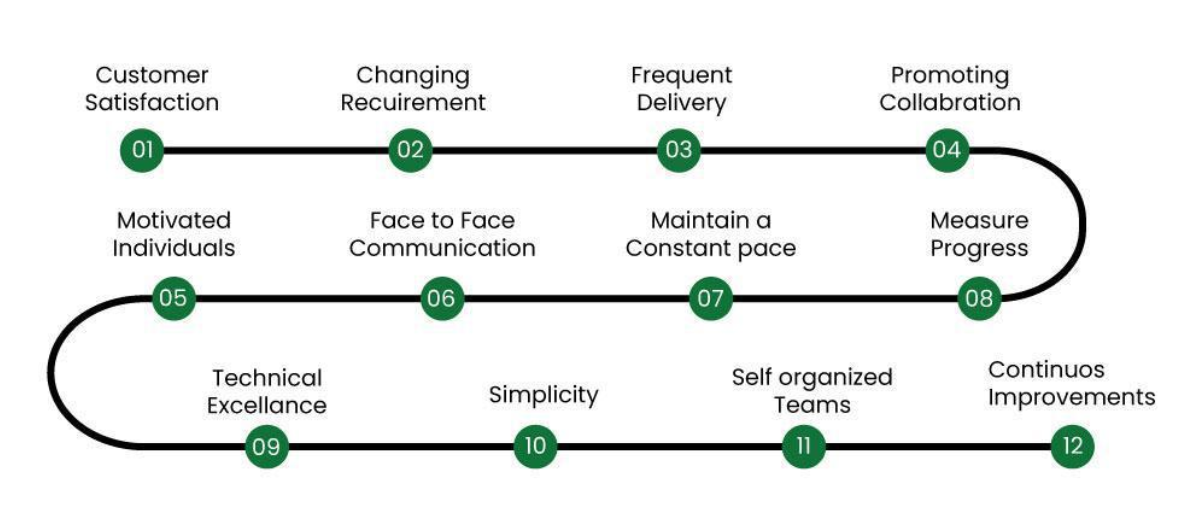 Customer
Satisfaction
01
Changing
Recuirement
02
Frequent
Delivery
03
Promoting
Collabration
04
Motivated
Individuals
05
Face to Face
Communication
06
Maintain a
Constant pace
07
Measure
Progress
08
Technical
Excellance
09
Simplicity
10
Self organized
Teams
11
Continuos
Improvements
12